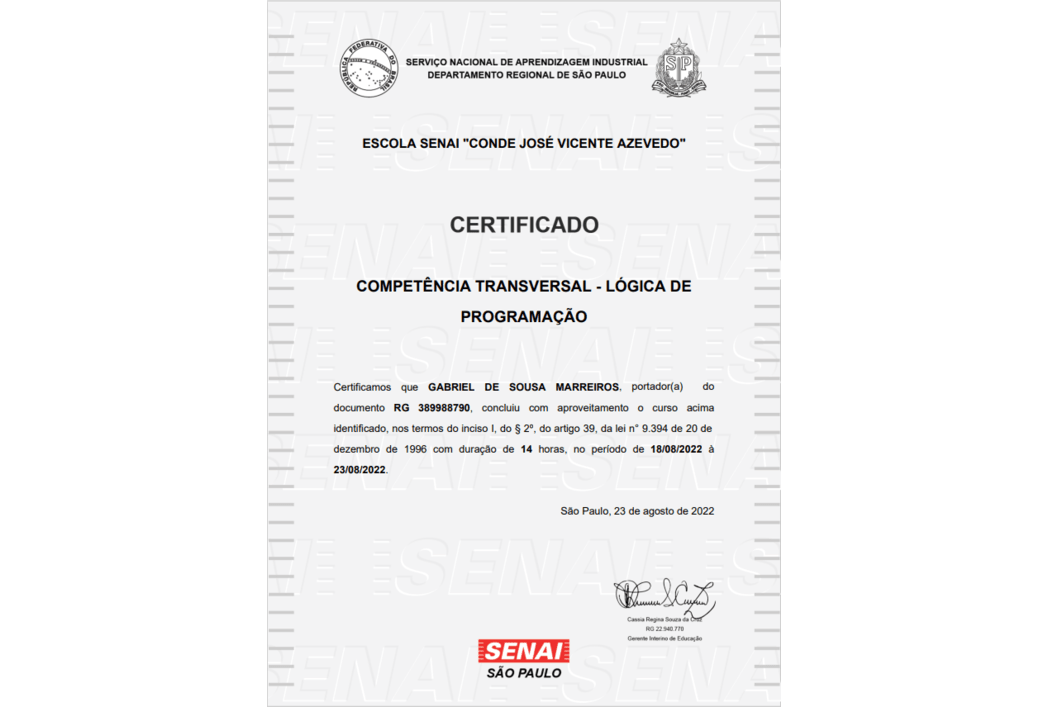 REPÚBLICA FEDERATIVA DO BRASIL
SERVIÇO NACIONAL DE APRENDIZAGEM INDUSTRIAL
DEPARTAMENTO REGIONAL DE SÃO PAULO
SP
ESCOLA SENAI "CONDE JOSÉ VICENTE AZEVEDO"
CERTIFICADO
COMPETÊNCIA TRANSVERSAL - LÓGICA DE
PROGRAMAÇÃO
Certificamos que GABRIEL DE SOUSA MARREIROS, portador(a) do
documento RG 389988790, concluiu com aproveitamento o curso acima
identificado, nos termos do inciso I, do § 2º, do artigo 39, da lei n° 9.394 de 20 de
dezembro de 1996 com duração de 14 horas, no período de 18/08/2022 à
23/08/2022.
São Paulo, 23 de agosto de 2022
Cassia Regina Souza da Cruz
RG 22.940.770
Gerente Interino de Educação
SENAI
SÃO PAULO